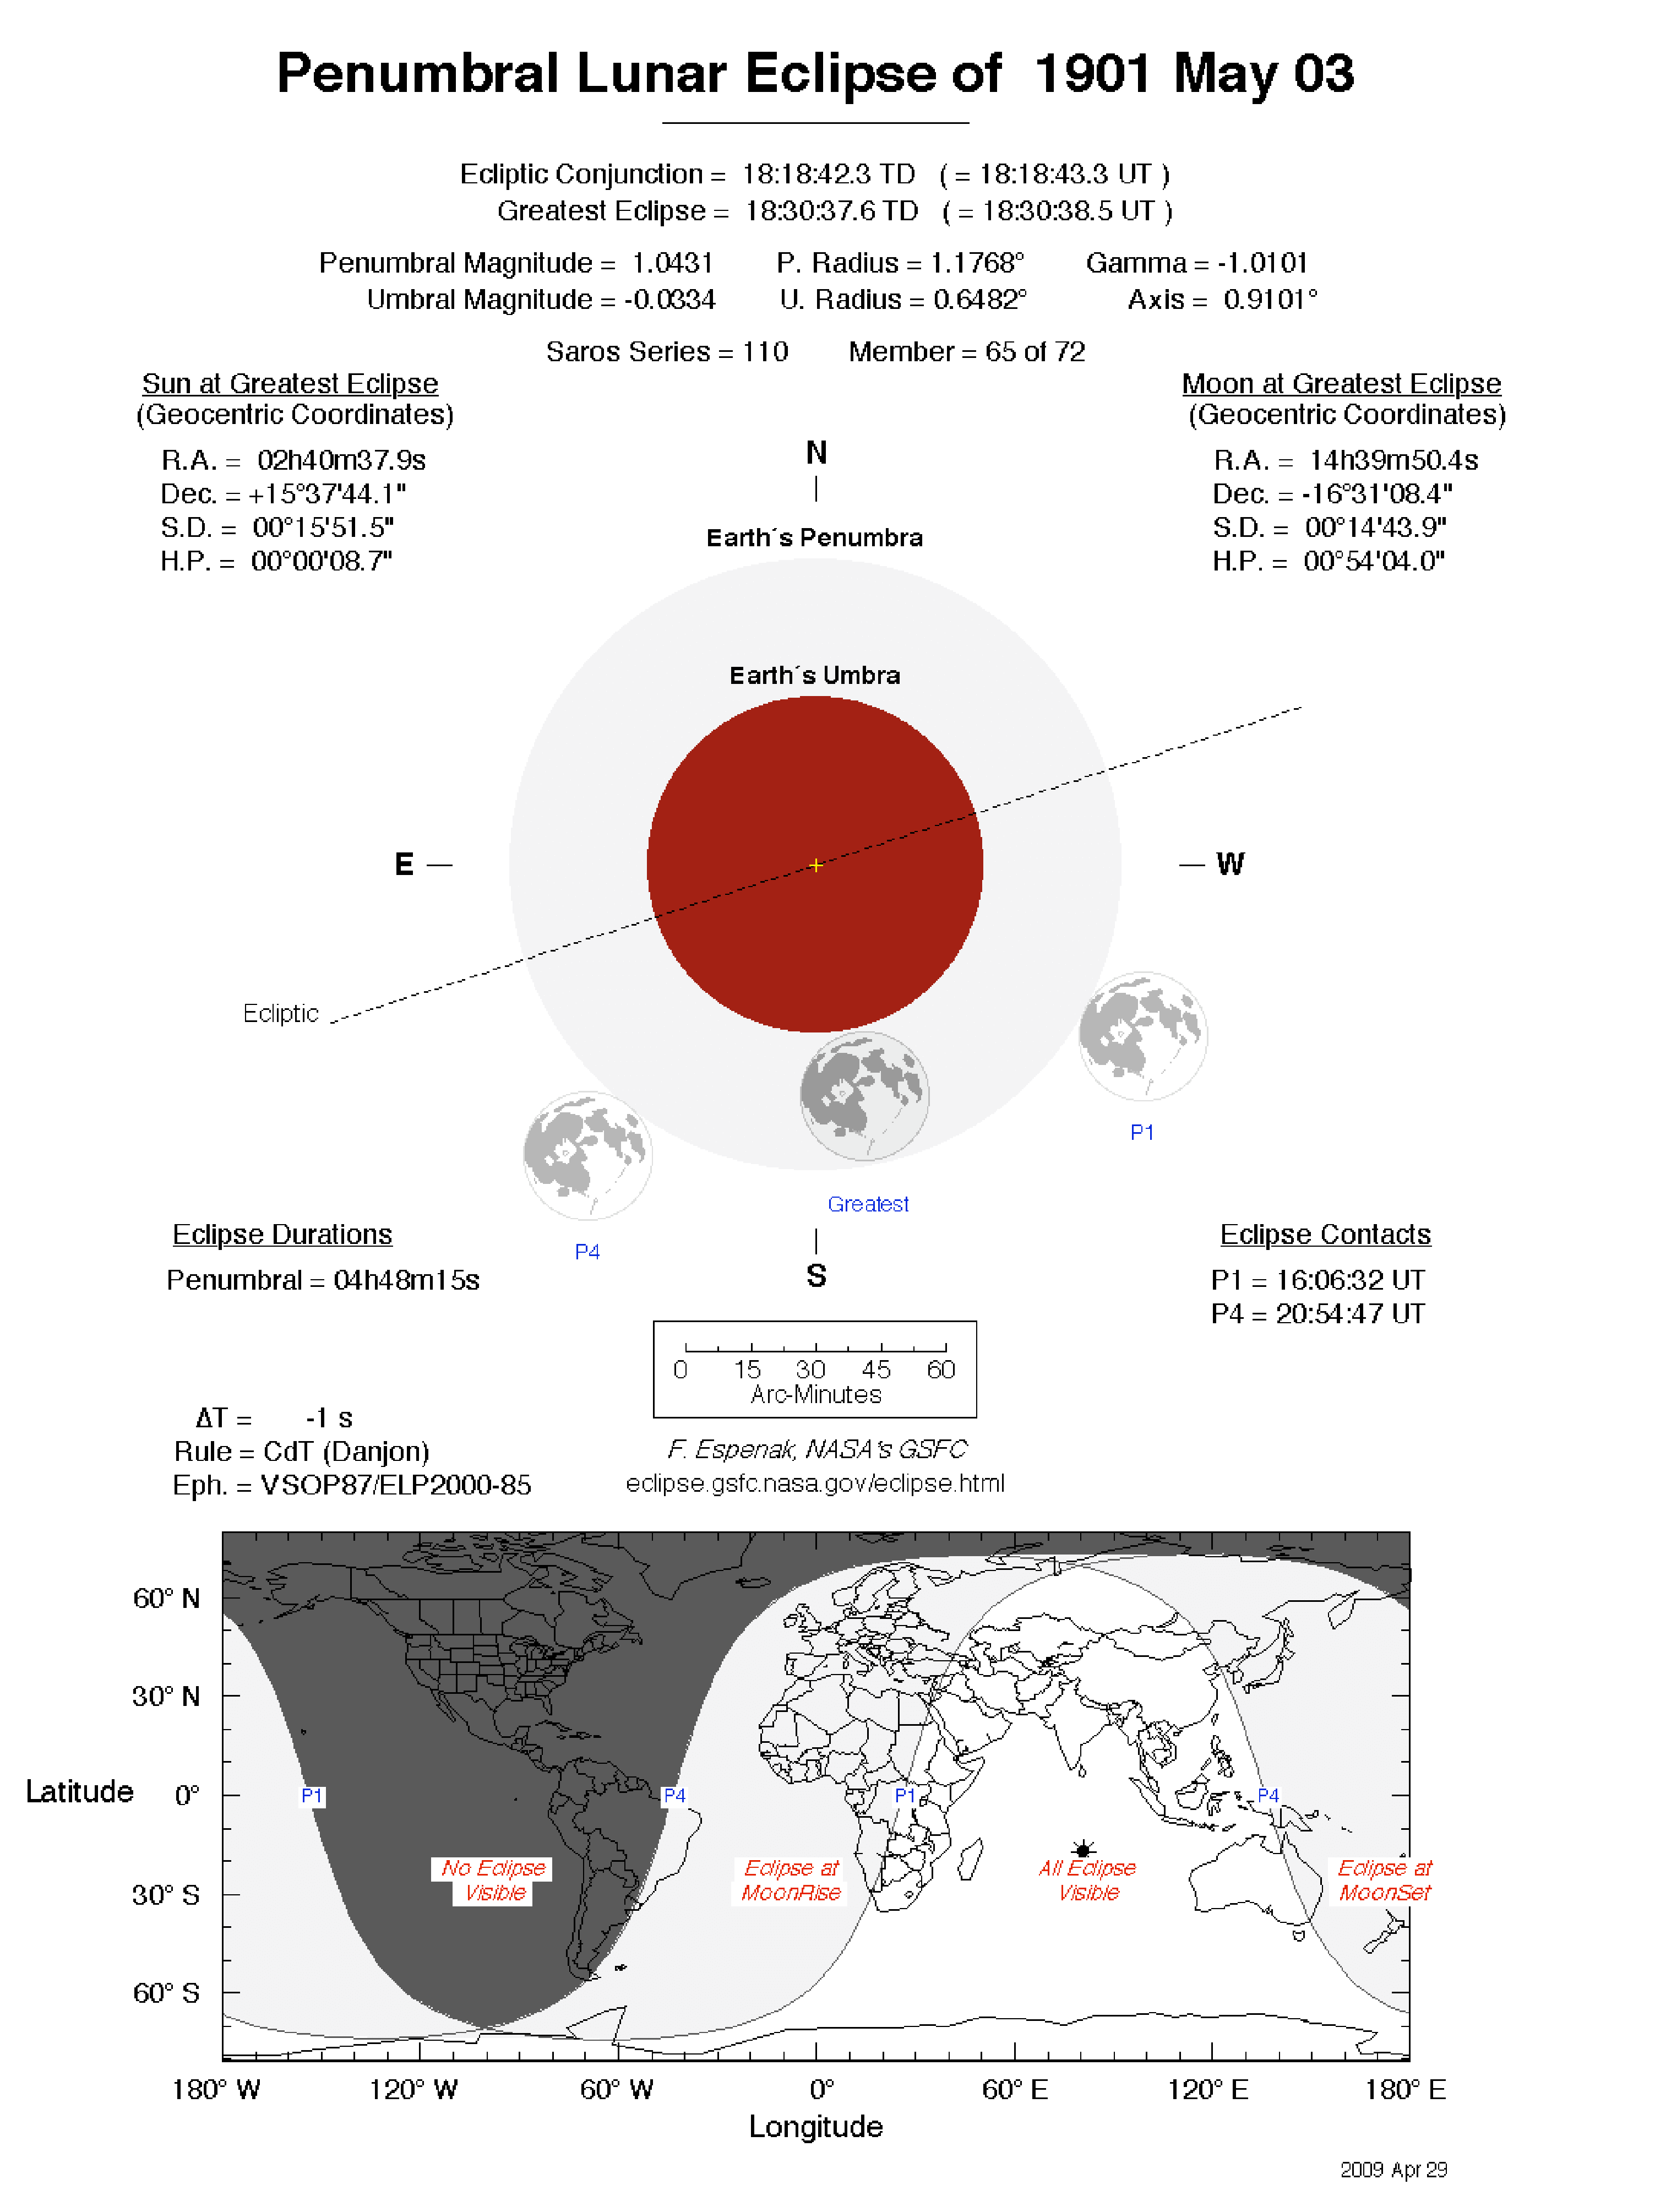 Penumbral Lunar Eclipse of 1901 May 03
Ecliptic Conjunction = 18:18:42.3 TD ( = 18:18:43.3 UT )
Greatest Eclipse = 18:30:37.6 TD ( = 18:30:38.5 UT )
Penumbral Magnitude = 1.0431 P. Radius = 1.1768° Gamma = -1.0101
Umbral Magnitude = -0.0334 U. Radius = 0.6482° Axis = 0.9101°
Saros Series = 110 Member = 65 of 72
Sun at Greatest Eclipse
(Geocentric Coordinates)
R.A. = 02h40m37.9s
Dec. = +15°37'44.1"
S.D. = 00°15'51.5"
H.P. = 00°00'08.7"
Moon at Greatest Eclipse
(Geocentric Coordinates)
R.A. = 14h39m50.4s
Dec. = -16°31'08.4"
S.D. = 00°14'43.9"
H.P. = 00°54'04.0"
N
Earth´s Penumbra
Earth´s Umbra
E
W
Ecliptic
P1
Greatest
P4
S
Eclipse Durations
Penumbral = 04h48m15s
Eclipse Contacts
P1 = 16:06:32 UT
P4 = 20:54:47 UT
0 15 30 45 60
Arc-Minutes
ΔT = -1 s
Rule = CdT (Danjon)
Eph. = VSOP87/ELP2000-85
F. Espenak, NASA's GSFC
eclipse.gsfc.nasa.gov/eclipse.html
60° N
30° N
Latitude 0°
30° S
60° S
P1 P4 P1 P4
No Eclipse
Visible
Eclipse at
MoonRise
All Eclipse
Visible
Eclipse at
MoonSet
180° W 120° W 60° W 0° 60° E 120° E 180° E
Longitude
2009 Apr 29